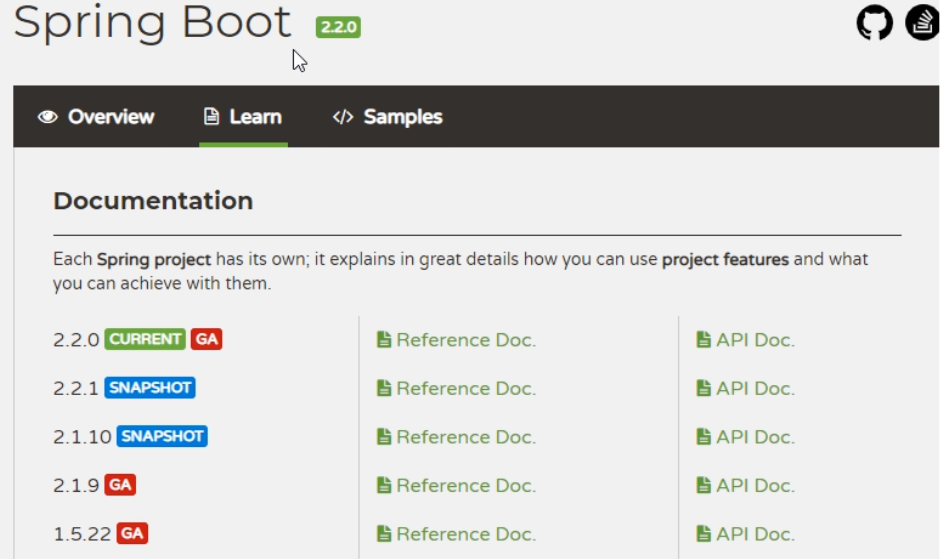 Spring Boot 2.2.0
Overview Learn Samples
Documentation
Each Spring project has its own; it explains in great details how you can use project features and what
you can achieve with them.
2.2.0 CURRENT GA Reference Doc. API Doc.
2.2.1 SNAPSHOT Reference Doc. API Doc.
2.1.10 SNAPSHOT Reference Doc. API Doc.
2.1.9 GA Reference Doc. API Doc.
1.5.22 GA Reference Doc. API Doc.